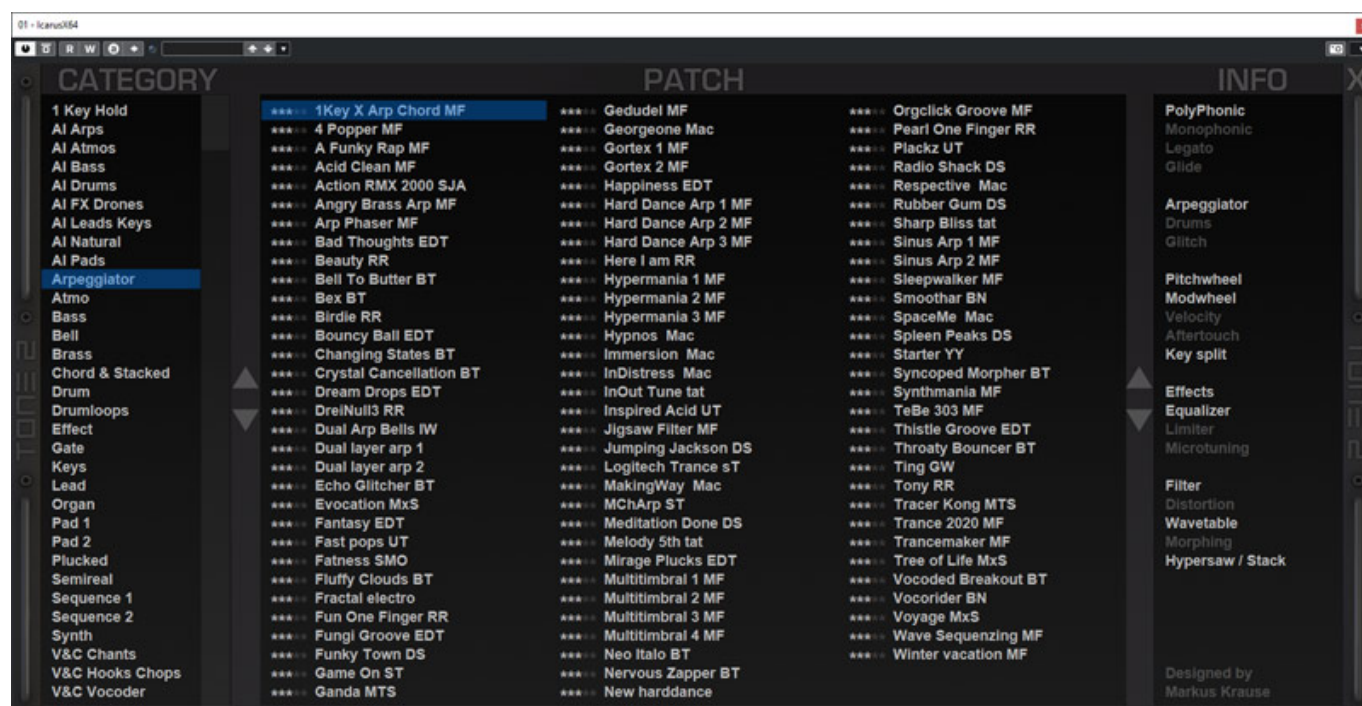 01 - IcarusX64
R W
CATEGORY
PATCH
INFO
X
1 Key Hold
AI Arps
AI Atmos
AI Bass
AI Drums
AI FX Drones
AI Leads Keys
AI Natural
AI Pads
Arpeggiator
Atmo
Bass
Bell
Brass
Chord & Stacked
Drum
Drumloops
Effect
Gate
Keys
Lead
Organ
Pad 1
Pad 2
Plucked
Semireal
Sequence 1
Sequence 2
Synth
V&C Chants
V&C Hooks Chops
V&C Vocoder
1Key X Arp Chord MF
4 Popper MF
A Funky Rap MF
Acid Clean MF
Action RMX 2000 SJA
Angry Brass Arp MF
Arp Phaser MF
Bad Thoughts EDT
Beauty RR
Bell To Butter BT
Bex BT
Birdie RR
Bouncy Ball EDT
Changing States BT
Crystal Cancellation BT
Dream Drops EDT
DreiNull3 RR
Dual Arp Bells IW
Dual layer arp 1
Dual layer arp 2
Echo Glitcher BT
Evocation MxS
Fantasy EDT
Fast pops UT
Fatness SMO
Fluffy Clouds BT
Fractal electro
Fun One Finger RR
Fungi Groove EDT
Funky Town DS
Game On ST
Ganda MTS
Gedudel MF
Georgeone Mac
Gortex 1 MF
Gortex 2 MF
Happiness EDT
Hard Dance Arp 1 MF
Hard Dance Arp 2 MF
Hard Dance Arp 3 MF
Here I am RR
Hypermania 1 MF
Hypermania 2 MF
Hypermania 3 MF
Hypnos Mac
Immersion Mac
InDistress Mac
InOut Tune tat
Inspired Acid UT
Jigsaw Filter MF
Jumping Jackson DS
Logitech Trance sT
MakingWay Mac
MChArp ST
Meditation Done DS
Melody 5th tat
Mirage Plucks EDT
Multitimbral 1 MF
Multitimbral 2 MF
Multitimbral 3 MF
Multitimbral 4 MF
Neo Italo BT
Nervous Zapper BT
New harddance
Orgclick Groove MF
Pearl One Finger RR
Plackz UT
Radio Shack DS
Respective Mac
Rubber Gum DS
Sharp Bliss tat
Sinus Arp 1 MF
Sinus Arp 2 MF
Sleepwalker MF
Smoothar BN
SpaceMe Mac
Spleen Peaks DS
Starter YY
Syncoped Morpher BT
Synthmania MF
TeBe 303 MF
Thistle Groove EDT
Throaty Bouncer BT
Ting GW
Tony RR
Tracer Kong MTS
Trance 2020 MF
Trancemaker MF
Tree of Life MxS
Vocoded Breakout BT
Vocorider BN
Voyage MxS
Wave Sequenzing MF
Winter vacation MF
PolyPhonic
Monophonic
Legato
Glide
Arpeggiator
Drums
Glitch
Pitchwheel
Modwheel
Velocity
Aftertouch
Key split
Effects
Equalizer
Limiter
Microtuning
Filter
Distortion
Wavetable
Morphing
Hypersaw / Stack
Designed by
Markus Krause
TONE2